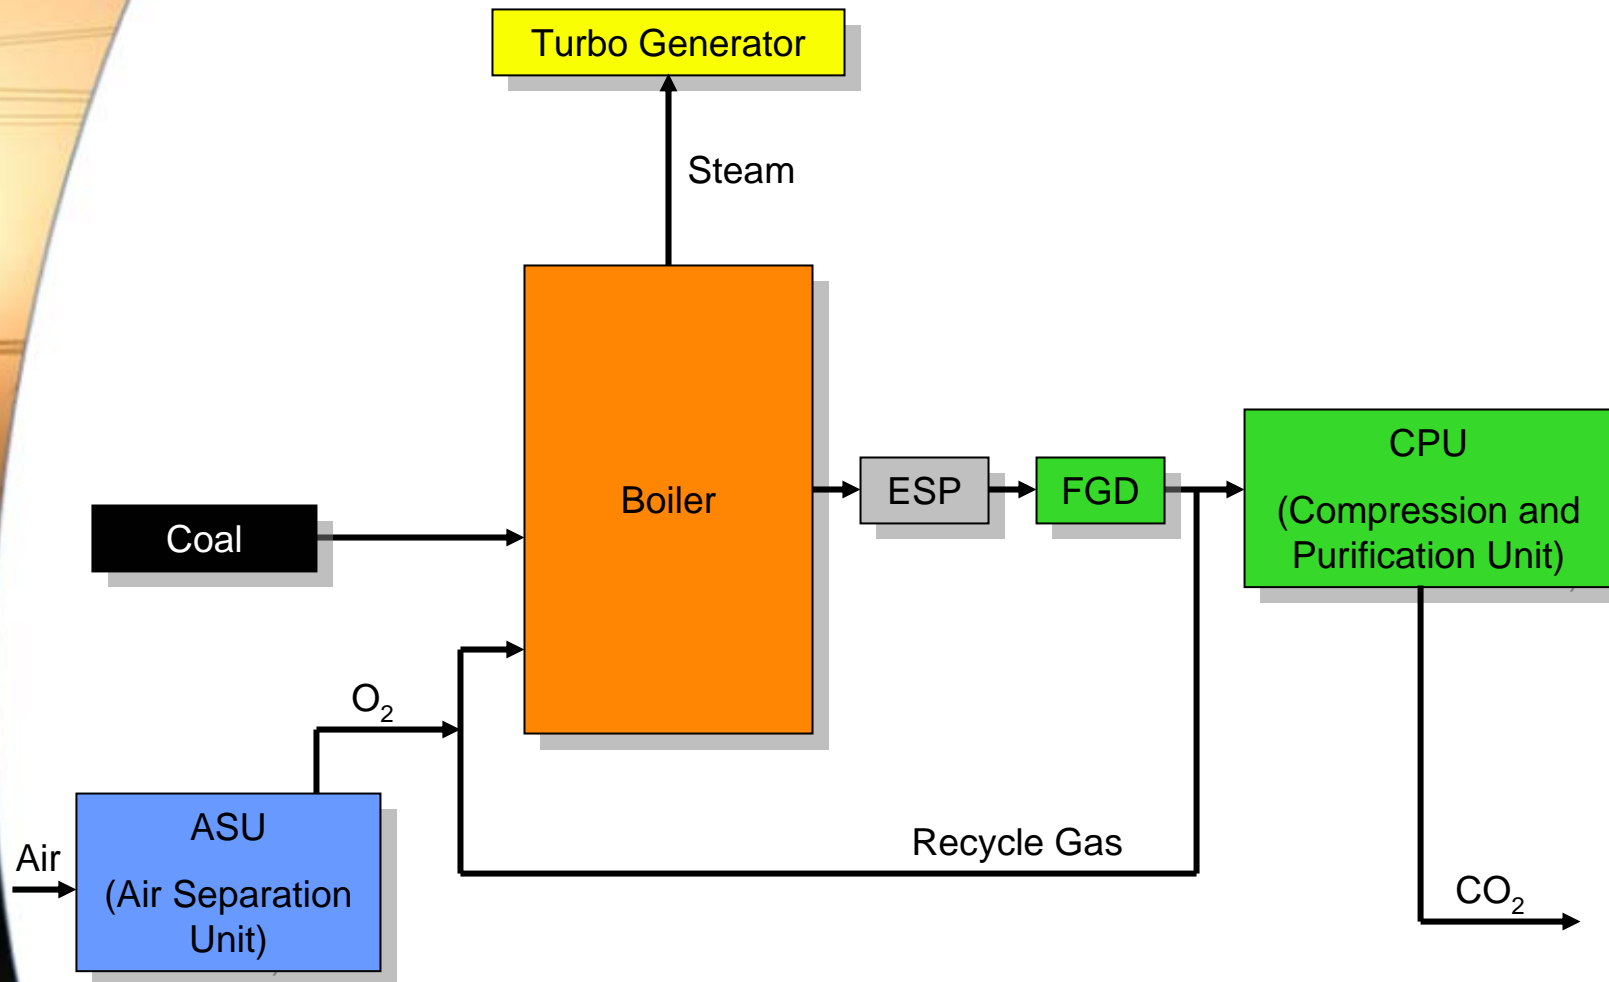 Turbo Generator
Steam
Boiler
Coal
ESP
FGD
CPU
(Compression and
Purification Unit)
O₂
ASU
(Air Separation
Unit)
Air
Recycle Gas
CO₂